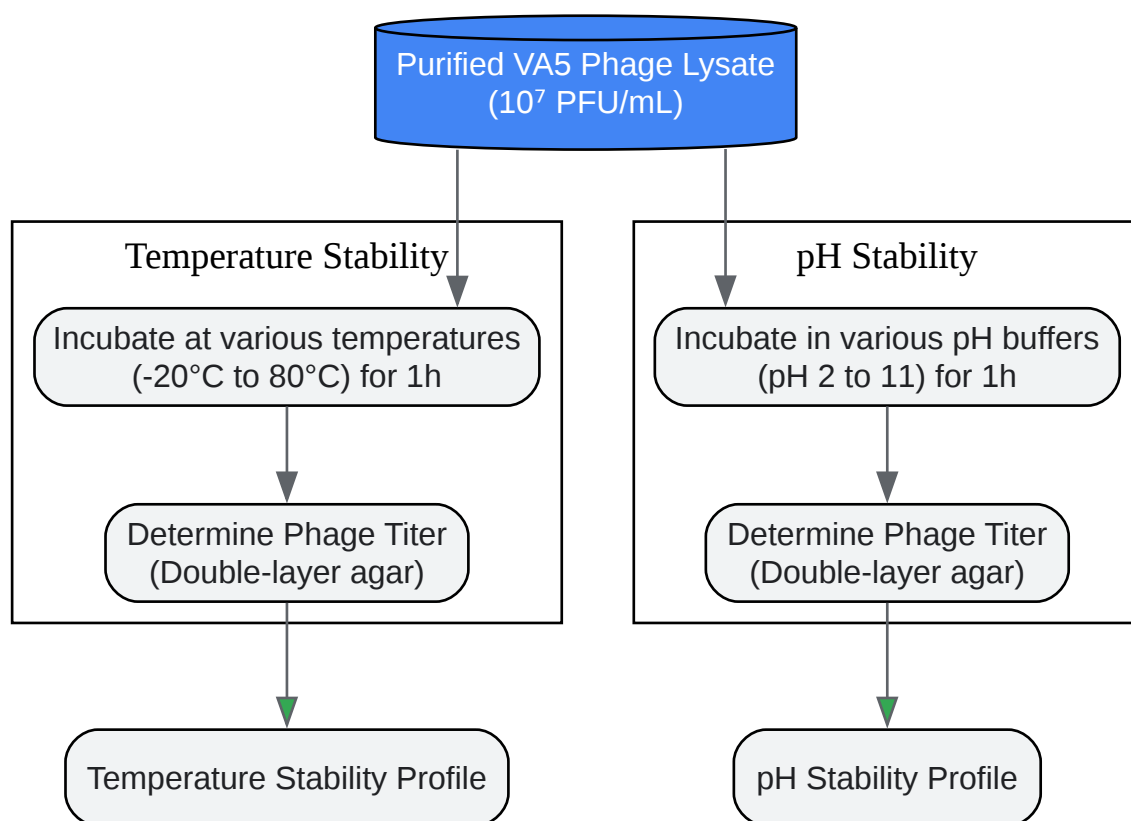 Purified VA5 Phage Lysate
(10⁷ PFU/mL)
Temperature Stability
Incubate at various temperatures
(-20°C to 80°C) for 1h
Determine Phage Titer
(Double-layer agar)
Temperature Stability Profile
pH Stability
Incubate in various pH buffers
(pH 2 to 11) for 1h
Determine Phage Titer
(Double-layer agar)
pH Stability Profile